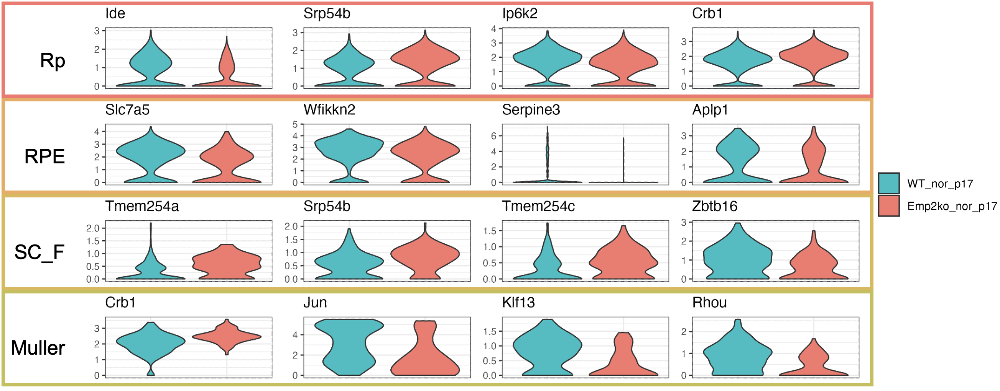 Ide Srp54b Ip6k2 Crb1
Rp
3 2 1 0
3 2 1 0
4 3 2 1 0
3 2 1 0
Slc7a5 Wfikkn2 Serpine3 Aplp1
RPE
4 3 2 1 0
5 4 3 2 1 0
6 4 2 0
3 2 1 0
WT_nor_p17
Emp2ko_nor_p17
Tmem254a Srp54b Tmem254c Zbtb16
SC_F
2.0 1.5 1.0 0.5 0.0
2.0 1.5 1.0 0.5 0.0
1.5 1.0 0.5 0.0
3 2 1 0
Crb1 Jun Klf13 Rhou
Muller
3 2 1 0
4 2 0
1.5 1.0 0.5 0.0
2 1 0